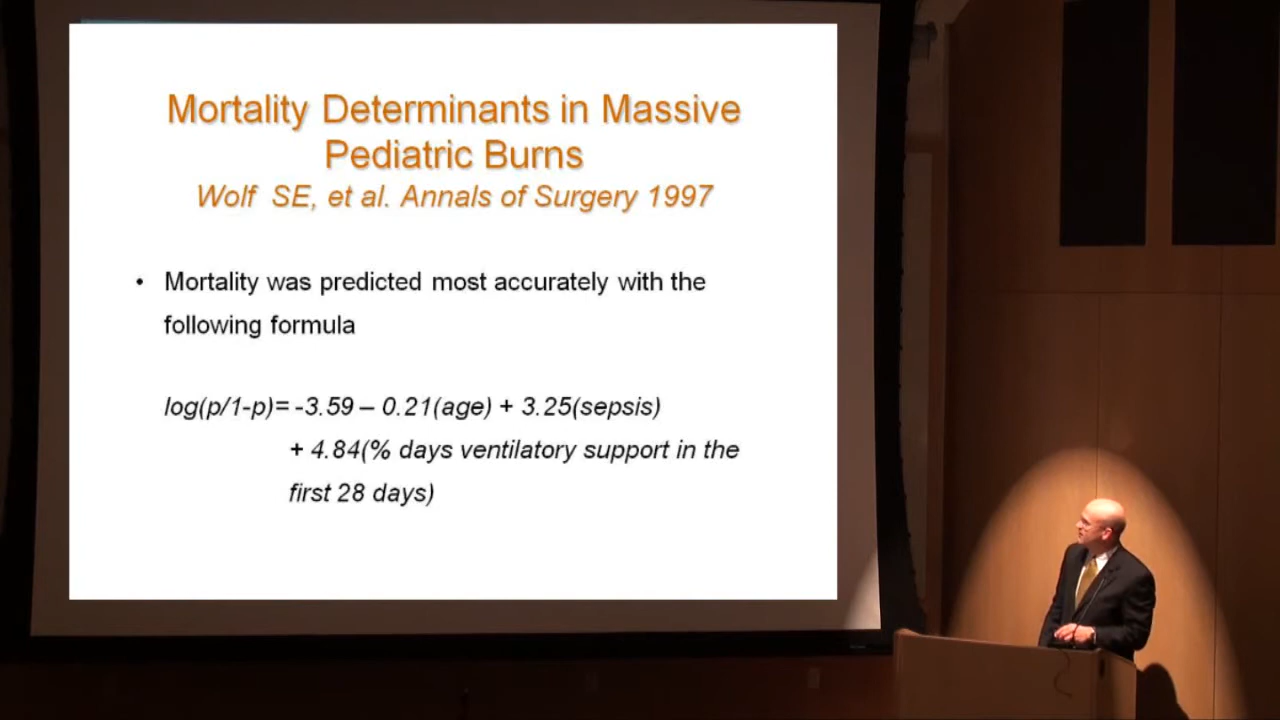 Mortality Determinants in Massive
Pediatric Burns
Wolf SE, et al. Annals of Surgery 1997
• Mortality was predicted most accurately with the
following formula
log(p/1-p)= -3.59 – 0.21(age) + 3.25(sepsis)
+ 4.84(% days ventilatory support in the
first 28 days)